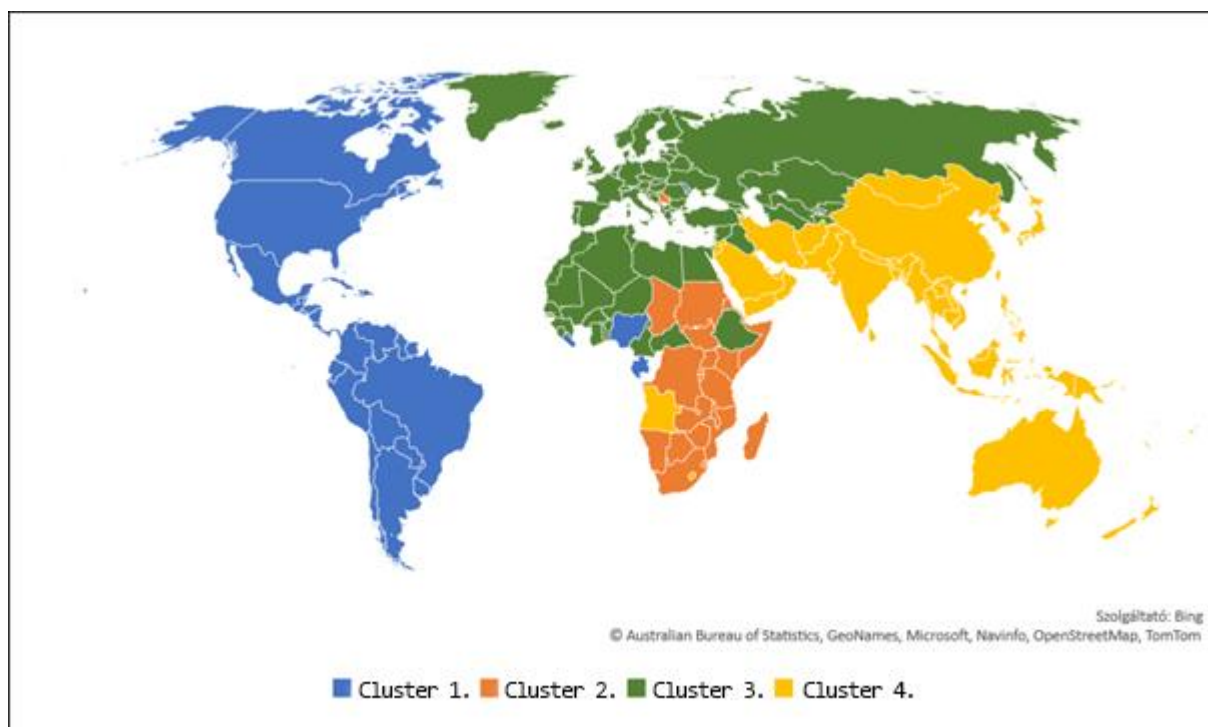 Szolgáltató: Bing
© Australian Bureau of Statistics, GeoNames, Microsoft, Navinfo, OpenStreetMap, TomTom
Cluster 1. Cluster 2. Cluster 3. Cluster 4.